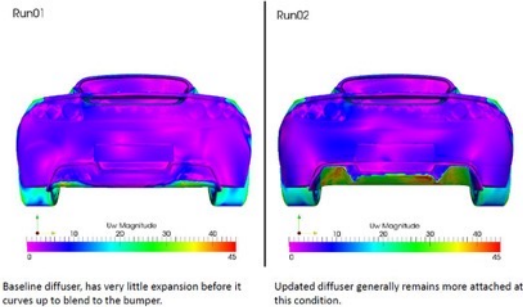 Run01
Run02
Uw Magnitude
0 10 20 30 40 45
Uw Magnitude
0 10 20 30 40 45
Baseline diffuser, has very little expansion before it
curves up to blend to the bumper.
Updated diffuser generally remains more attached at
this condition.